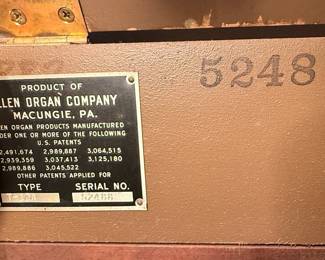 5248
PRODUCT OF
LLEN ORGAN COMPANY
MACUNGIE, PA.
LEN ORGAN PRODUCTS MANUFACTURED
UNDER ONE OR MORE OF THE FOLLOWING
U.S. PATENTS
2,491,674 2,989,887 3,064,515
2,939,359 3,037,413 3,125,180
2,989,886 3,045,522
OTHER PATENTS APPLIED FOR
TYPE SERIAL NO.